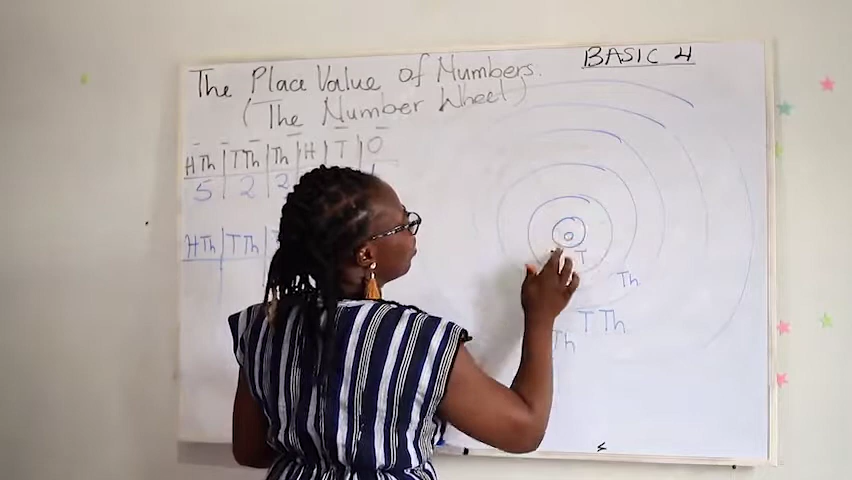 BASIC 4
The Place Value of Numbers.
(The Number Wheel)
HTh TTh Th H T O
5 2 2
HTh TTh
O
T
Th
TTh
Th